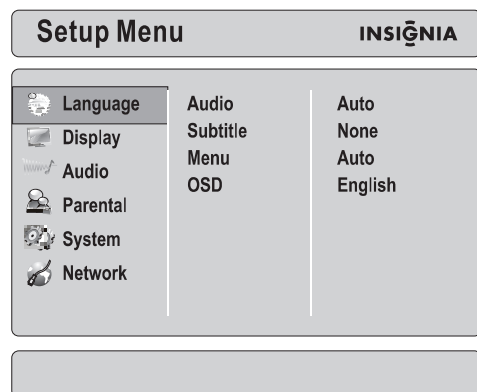 Setup Menu
INSIGNIA
Language
Display
Audio
Parental
System
Network
Audio Auto
Subtitle None
Menu Auto
OSD English